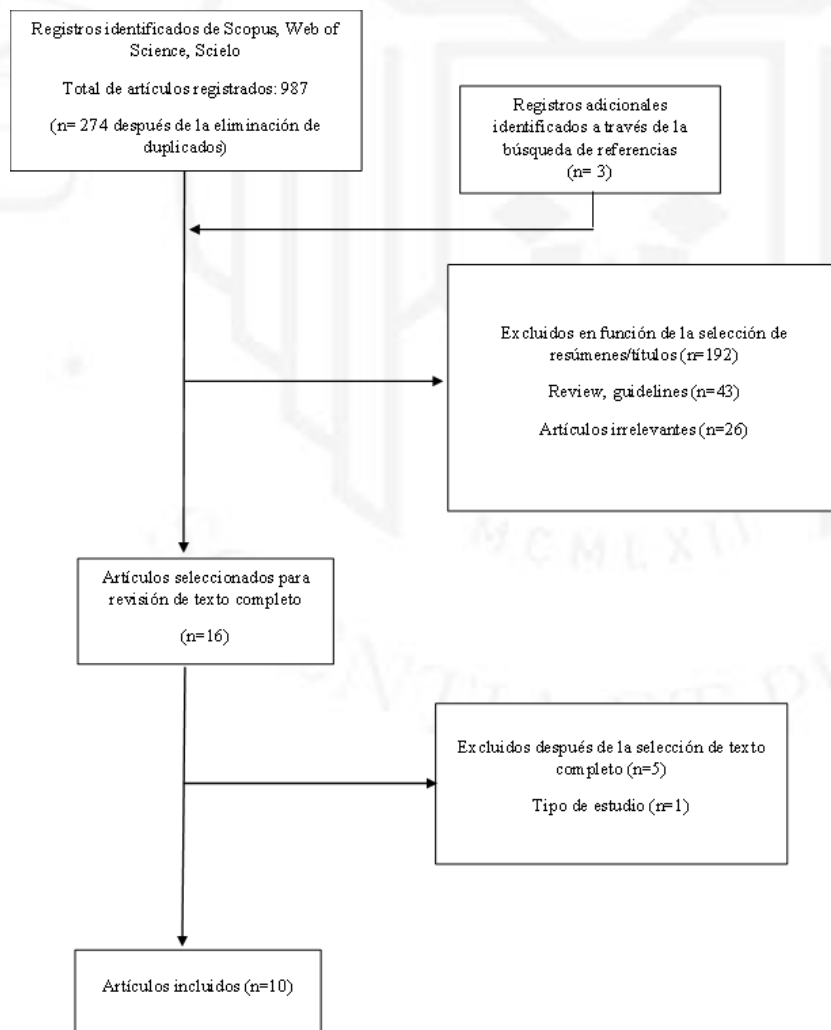 Registros identificados de Scopus, Web of
Science, Scielo
Total de artículos registrados: 987
(n= 274 después de la eliminación de
duplicados)
Registros adicionales
identificados a través de la
búsqueda de referencias
(n= 3)
Excluidos en función de la selección de
resúmenes/títulos (n=192)
Review, guidelines (n=43)
Artículos irrelevantes (n=26)
MCMLXII
Artículos seleccionados para
revisión de texto completo
(n=16)
Excluidos después de la selección de texto
completo (n=5)
Tipo de estudio (n=1)
Artículos incluidos (n=10)